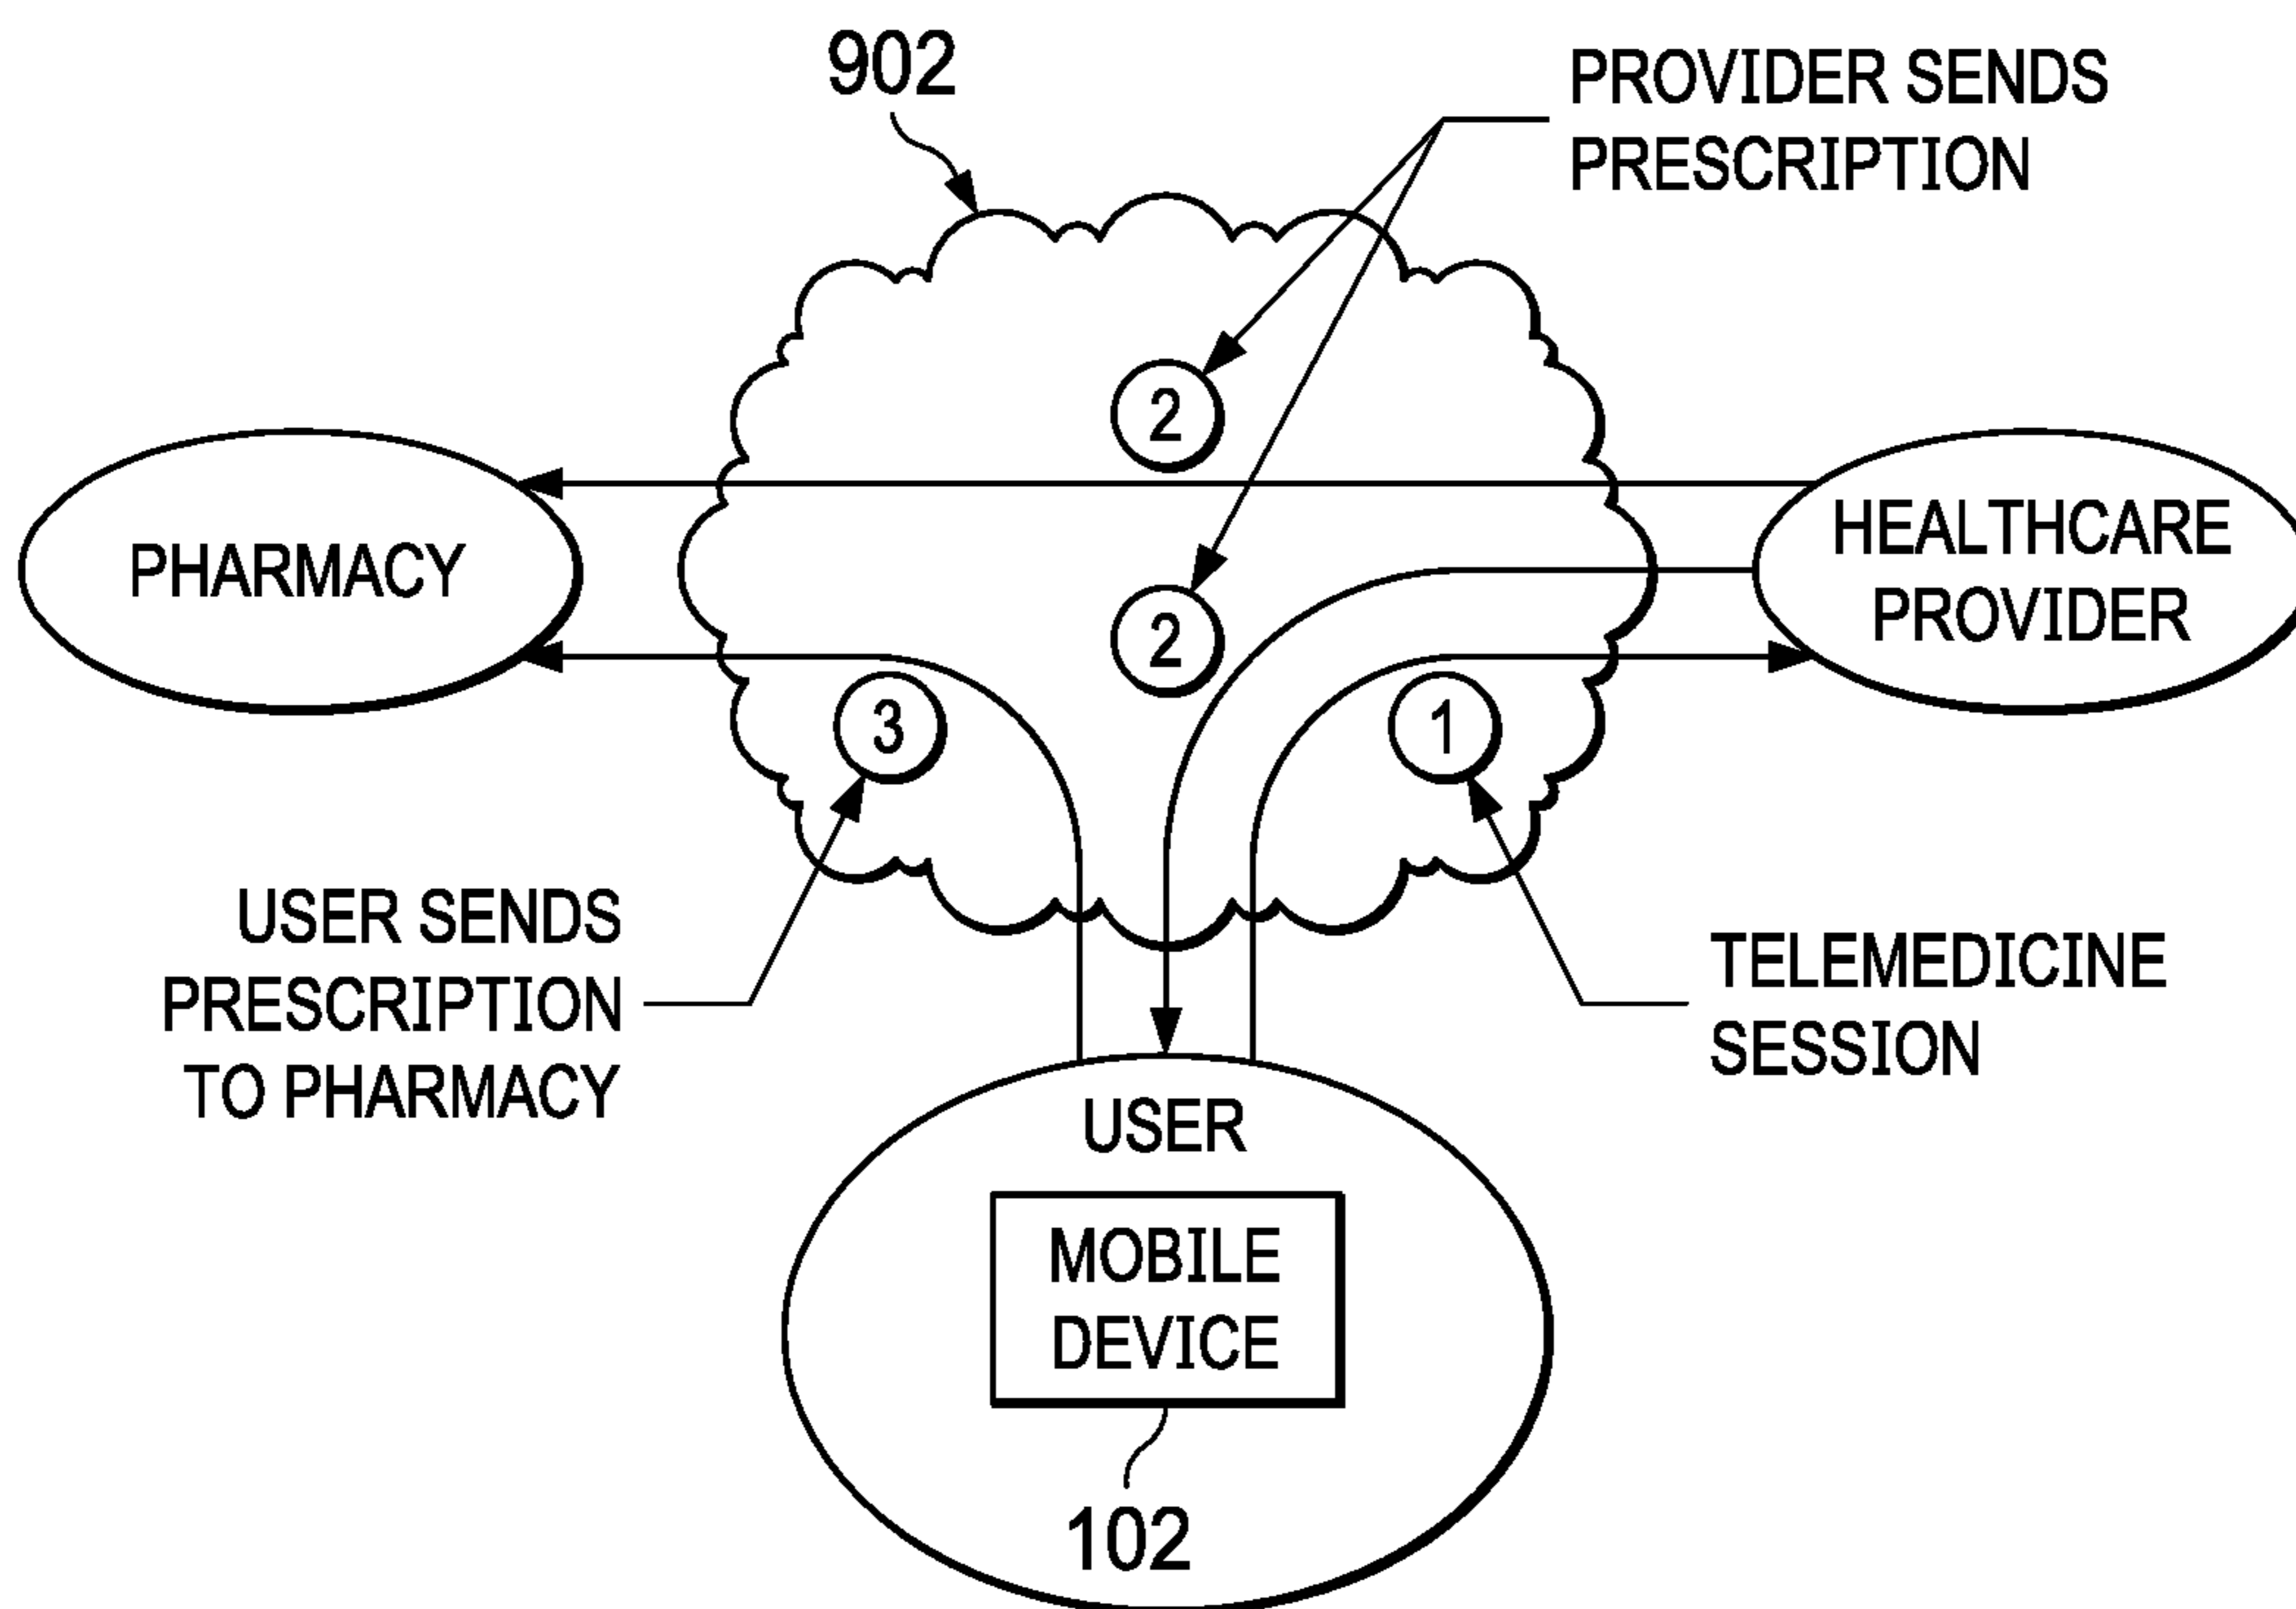 902
PROVIDER SENDS
PRESCRIPTION
2
PHARMACY
HEALTHCARE
PROVIDER
2
3
1
USER SENDS
PRESCRIPTION
TO PHARMACY
TELEMEDICINE
SESSION
USER
MOBILE
DEVICE
102